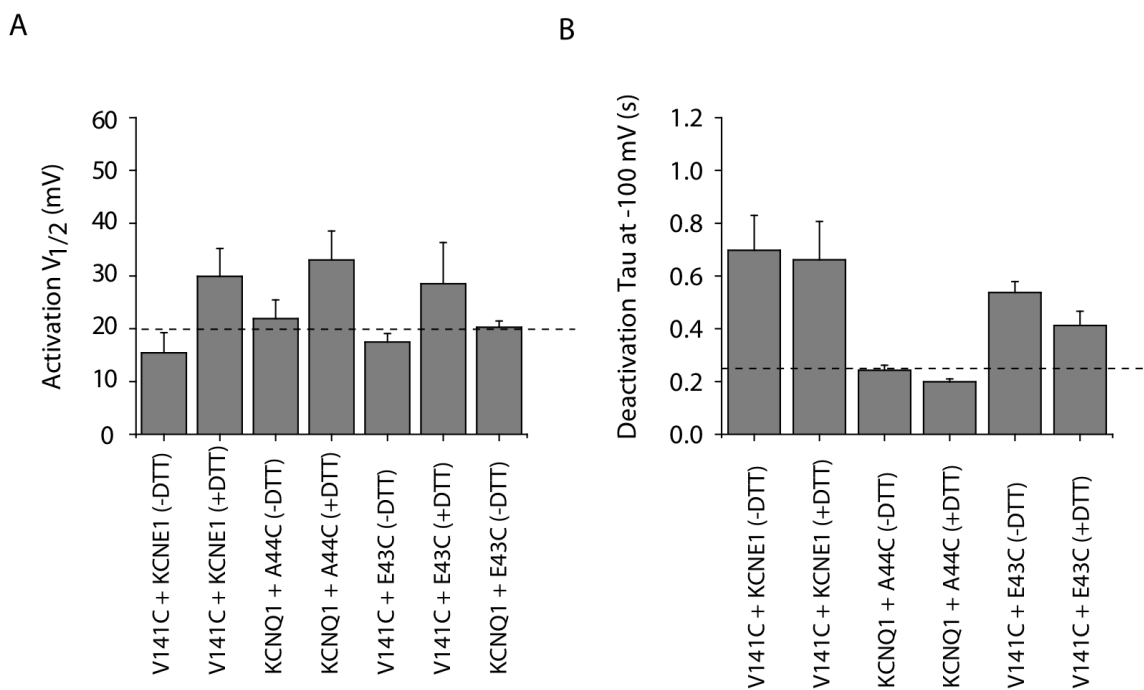 A
B
Activation V1/2 (mV)
60
50
40
30
20
10
0
V141C + KCNE1 (-DTT)
V141C + KCNE1 (+DTT)
KCNQ1 + A44C (-DTT)
KCNQ1 + A44C (+DTT)
V141C + E43C (-DTT)
V141C + E43C (+DTT)
KCNQ1 + E43C (-DTT)
Deactivation Tau at -100 mV (s)
1.2
1.0
0.8
0.6
0.4
0.2
0.0
V141C + KCNE1 (-DTT)
V141C + KCNE1 (+DTT)
KCNQ1 + A44C (-DTT)
KCNQ1 + A44C (+DTT)
V141C + E43C (-DTT)
V141C + E43C (+DTT)